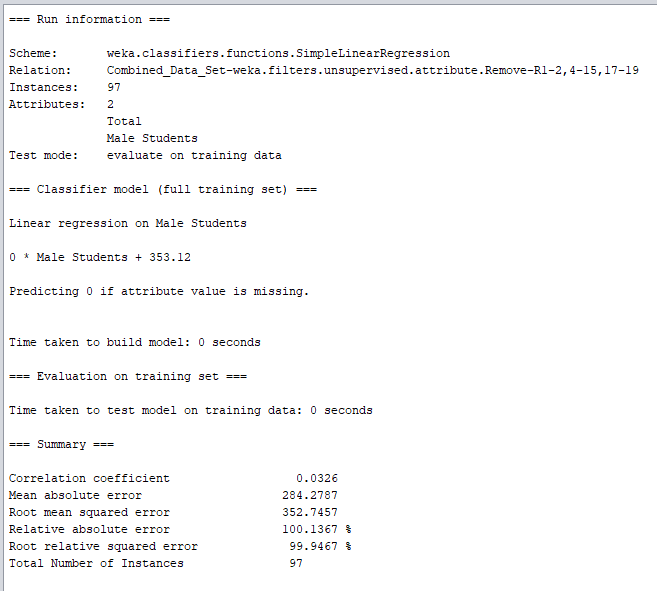 === Run information ===
Scheme: weka.classifiers.functions.SimpleLinearRegression
Relation: Combined_Data_Set-weka.filters.unsupervised.attribute.Remove-R1-2,4-15,17-19
Instances: 97
Attributes: 2
Total
Male Students
Test mode: evaluate on training data
=== Classifier model (full training set) ===
Linear regression on Male Students
0 * Male Students + 353.12
Predicting 0 if attribute value is missing.
Time taken to build model: 0 seconds
=== Evaluation on training set ===
Time taken to test model on training data: 0 seconds
=== Summary ===
Correlation coefficient 0.0326
Mean absolute error 284.2787
Root mean squared error 352.7457
Relative absolute error 100.1367 %
Root relative squared error 99.9467 %
Total Number of Instances 97